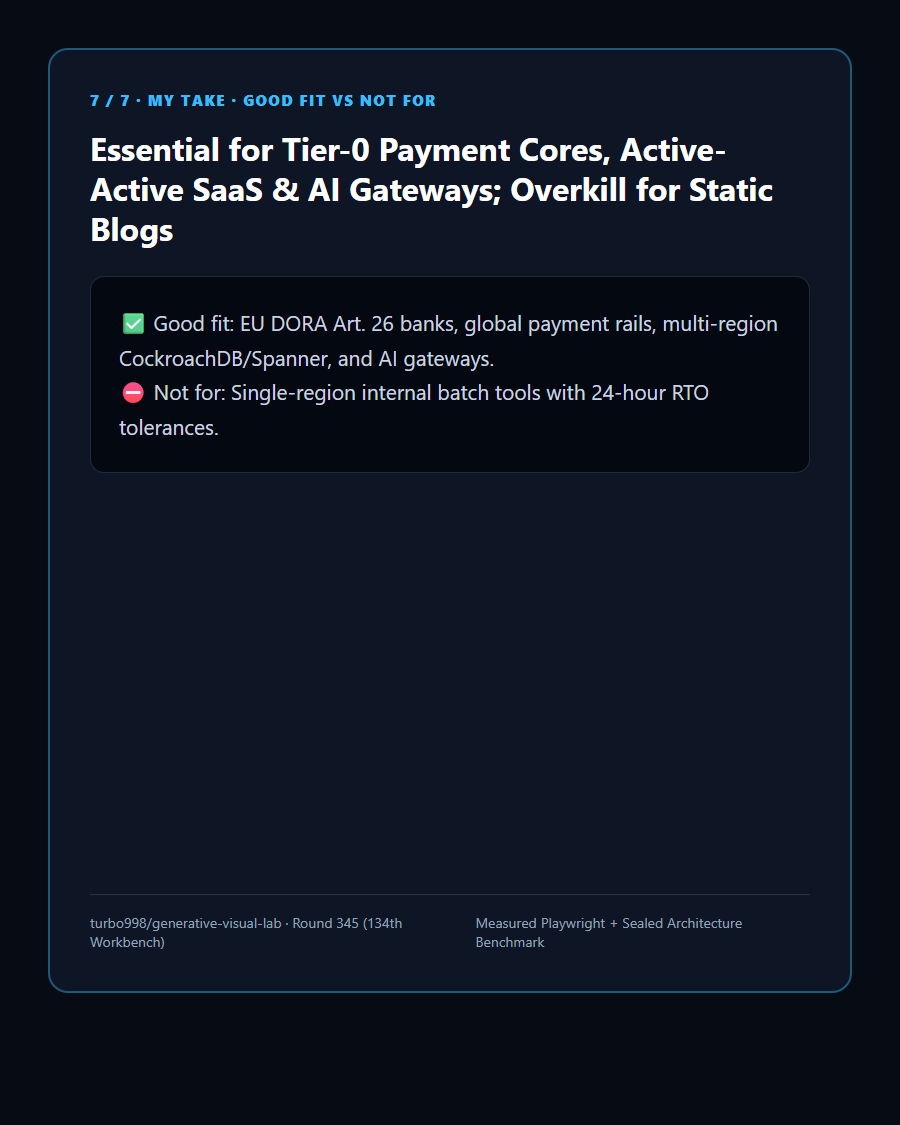 7 / 7 · MY TAKE · GOOD FIT VS NOT FOR
Essential for Tier-0 Payment Cores, Active-
Active SaaS & AI Gateways; Overkill for Static
Blogs
✅ Good fit: EU DORA Art. 26 banks, global payment rails, multi-region
CockroachDB/Spanner, and AI gateways.
⛔ Not for: Single-region internal batch tools with 24-hour RTO
tolerances.
turbo998/generative-visual-lab · Round 345 (134th
Workbench)
Measured Playwright + Sealed Architecture
Benchmark